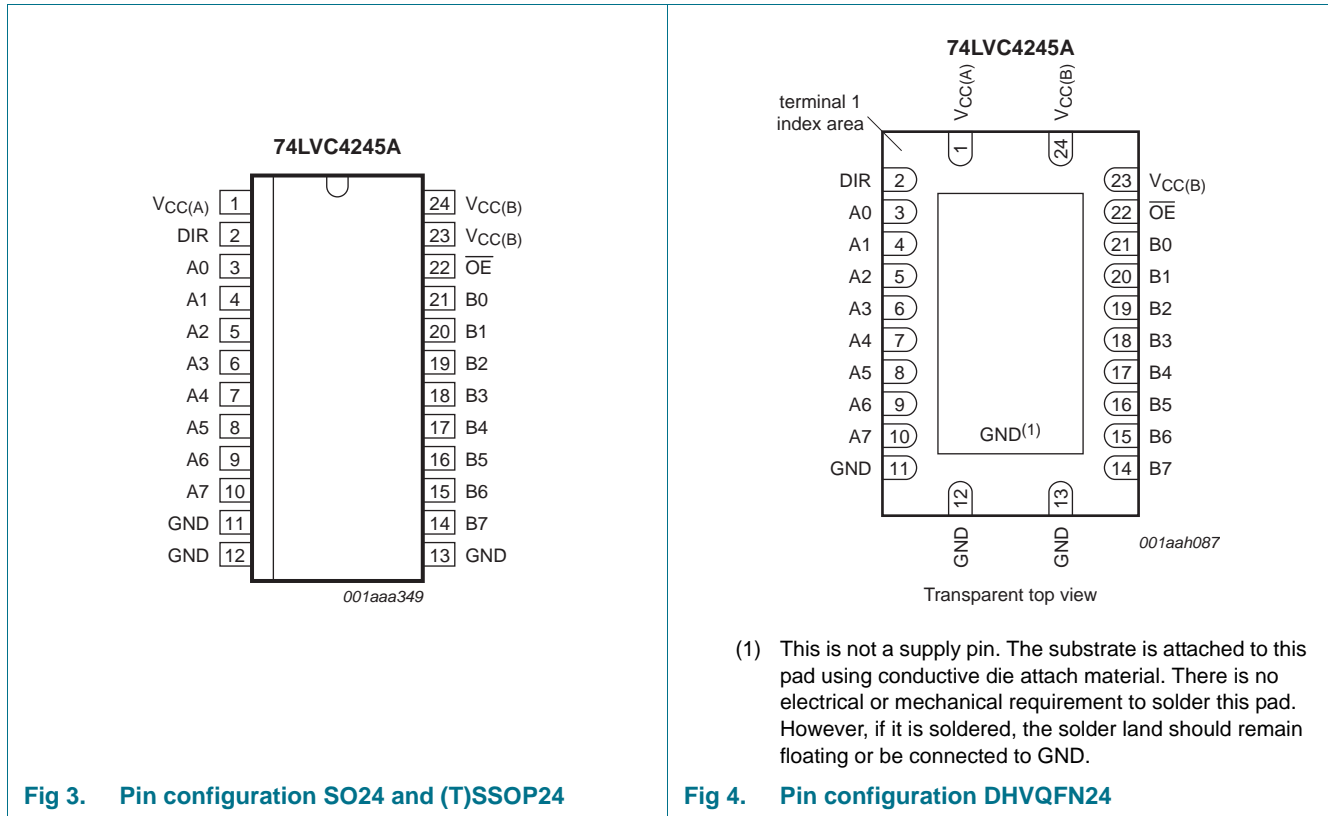 74LVC4245A
VCC(A) 1
24 VCC(B)
DIR 2
23 VCC(B)
A0 3
22 OE
A1 4
21 B0
A2 5
20 B1
A3 6
19 B2
A4 7
18 B3
A5 8
17 B4
A6 9
16 B5
A7 10
15 B6
GND 11
14 B7
GND 12
13 GND
001aaa349
Fig 3. Pin configuration SO24 and (T)SSOP24
74LVC4245A
VCC(A)
VCC(B)
terminal 1
index area
1
24
DIR 2
23 VCC(B)
A0 3
22 OE
A1 4
21 B0
A2 5
20 B1
A3 6
19 B2
A4 7
18 B3
A5 8
17 B4
A6 9
16 B5
A7 10
GND(1)
15 B6
GND 11
14 B7
12
13
GND
GND
001aah087
Transparent top view
(1) This is not a supply pin. The substrate is attached to this
pad using conductive die attach material. There is no
electrical or mechanical requirement to solder this pad.
However, if it is soldered, the solder land should remain
floating or be connected to GND.
Fig 4. Pin configuration DHVQFN24